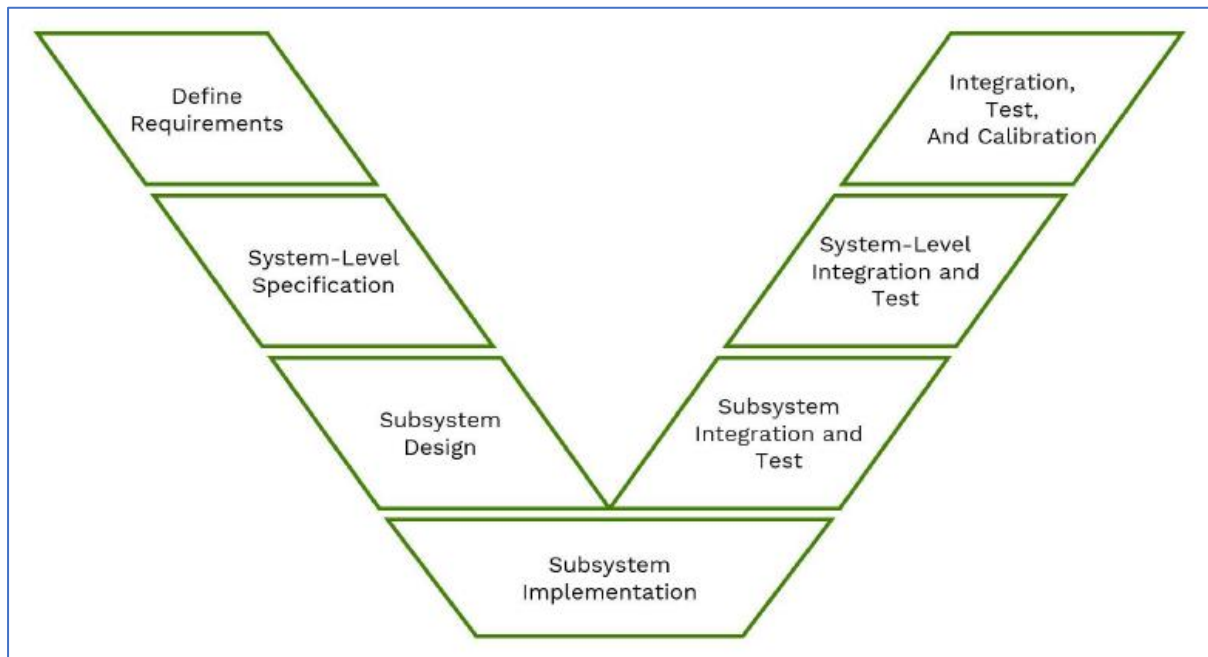 Define
Requirements
System-Level
Specification
Subsystem
Design
Subsystem
Implementation
Subsystem
Integration and
Test
System-Level
Integration and
Test
Integration,
Test,
And Calibration